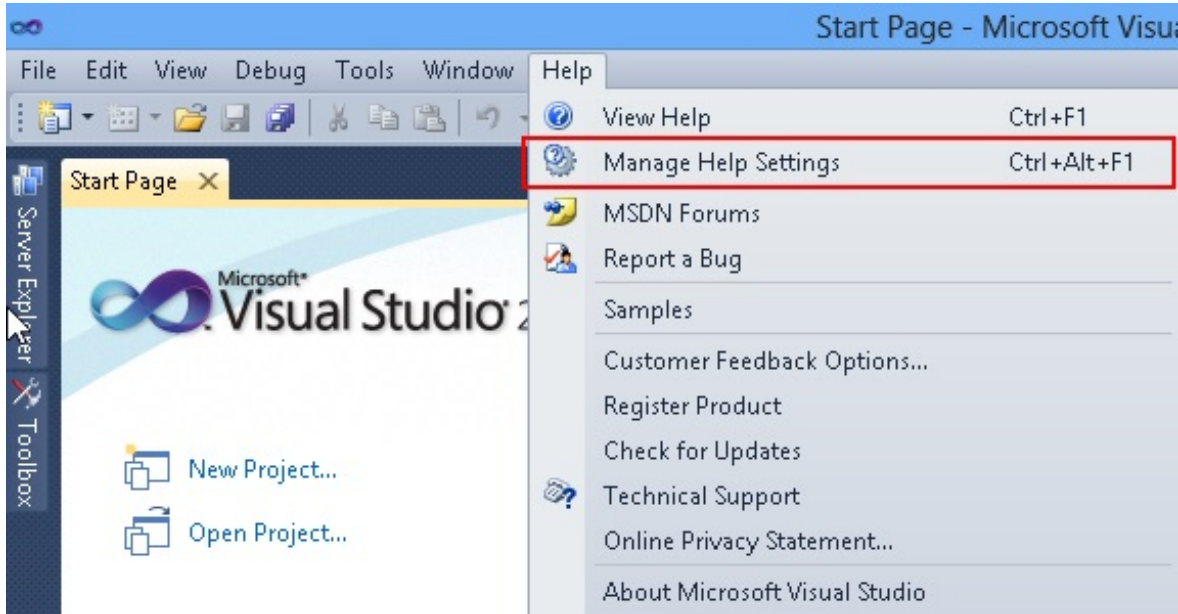 Start Page - Microsoft Visua
File Edit View Debug Tools Window Help
View Help Ctrl+F1
Manage Help Settings Ctrl+Alt+F1
MSDN Forums
Report a Bug
Samples
Customer Feedback Options...
Register Product
Check for Updates
Technical Support
Online Privacy Statement...
About Microsoft Visual Studio
Server Explorer
Toolbox
Start Page
Microsoft®
Visual Studio® 2
New Project...
Open Project...